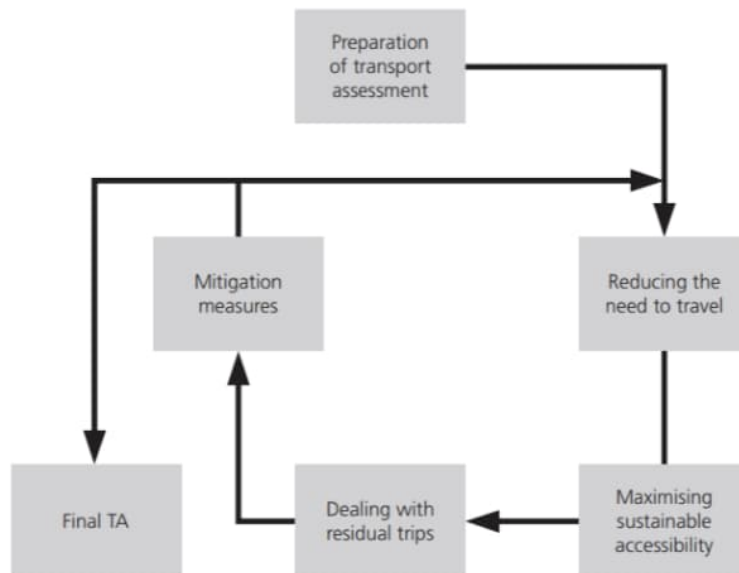 Preparation
of transport
assessment
Mitigation
measures
Reducing the
need to travel
Final TA
Dealing with
residual trips
Maximising
sustainable
accessibility